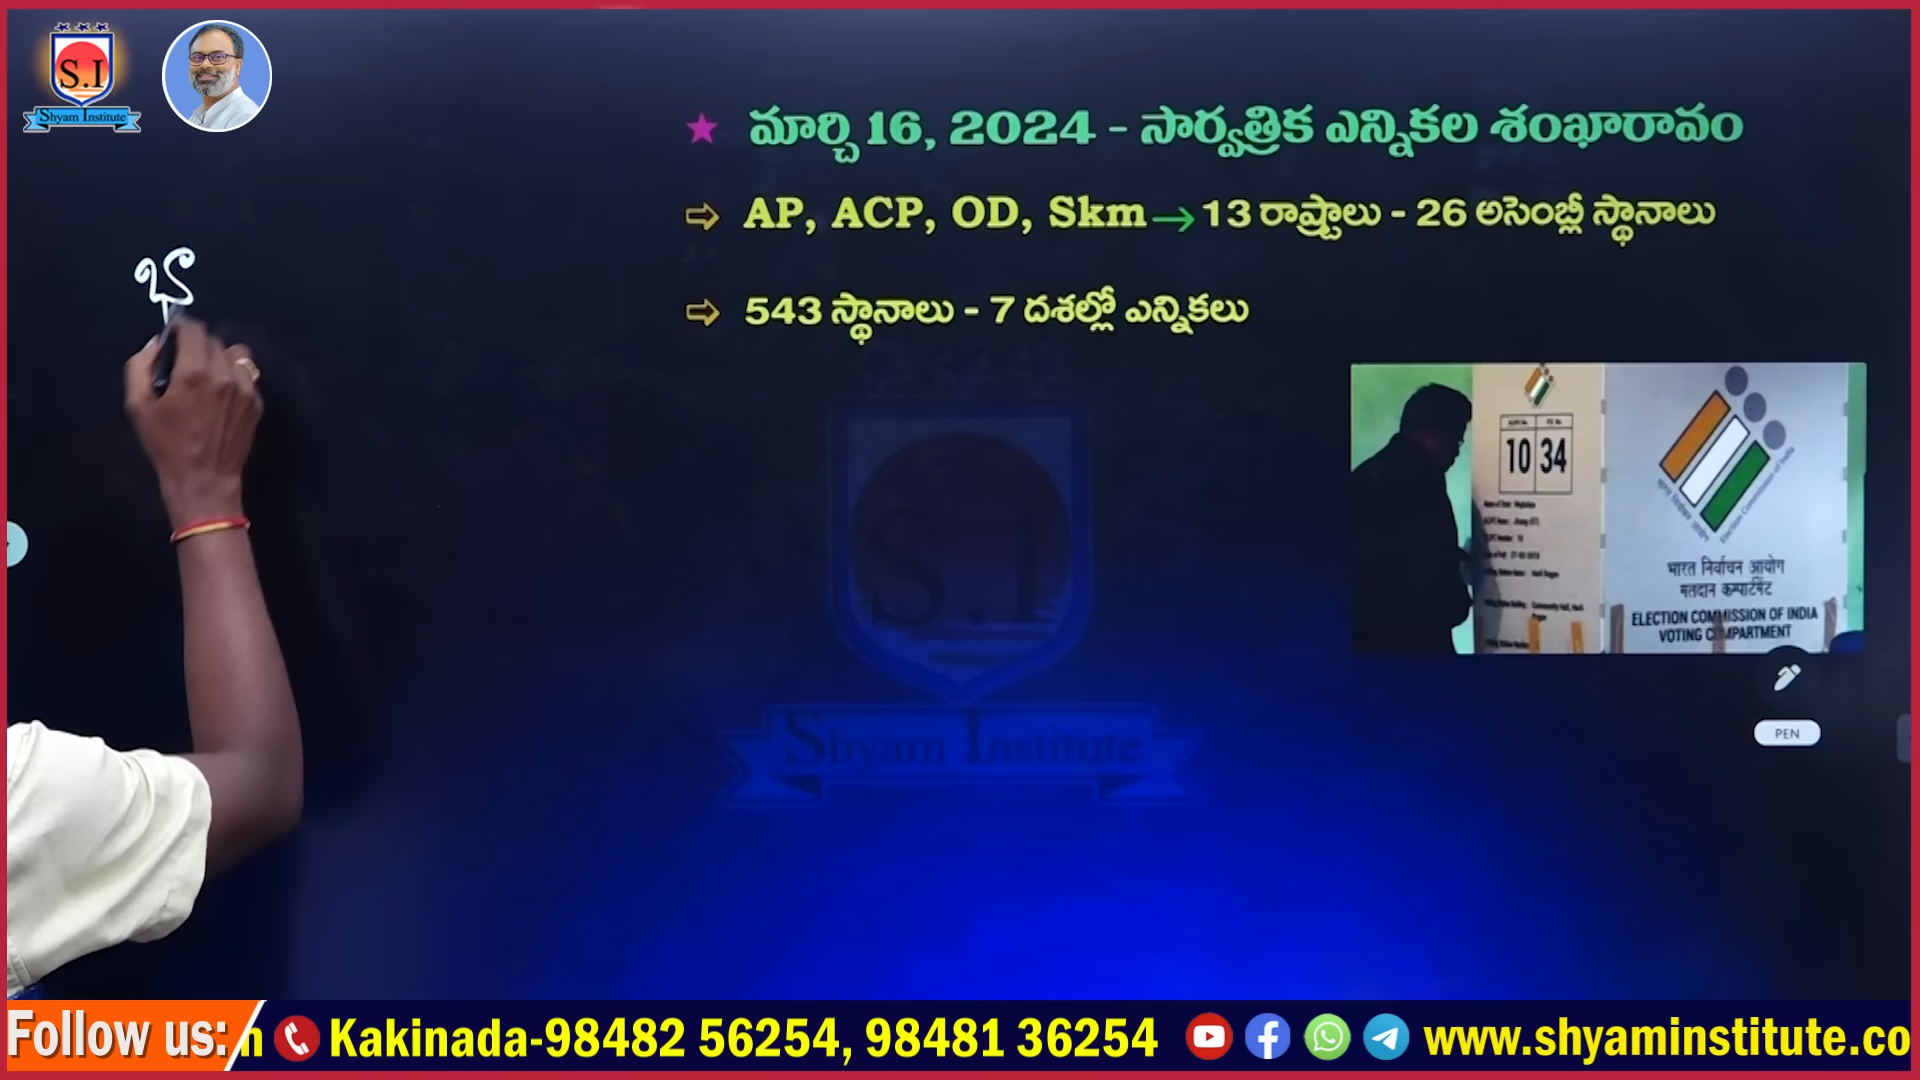 S.I
Shyam Institute
★ మార్చి 16, 2024 - సార్వత్రిక ఎన్నికల శంఖారావం
⇨ AP, ACP, OD, Skm → 13 రాష్ట్రాలు - 26 అసెంబ్లీ స్థానాలు
భా
⇨ 543 స్థానాలు - 7 దశల్లో ఎన్నికలు
10 34
भारत निर्वाचन आयोग
मतदान कम्पार्टमेंट
ELECTION COMMISSION OF INDIA
VOTING COMPARTMENT
S.I
Shyam Institute
PEN
Follow us: Kakinada-98482 56254, 98481 36254 www.shyaminstitute.co